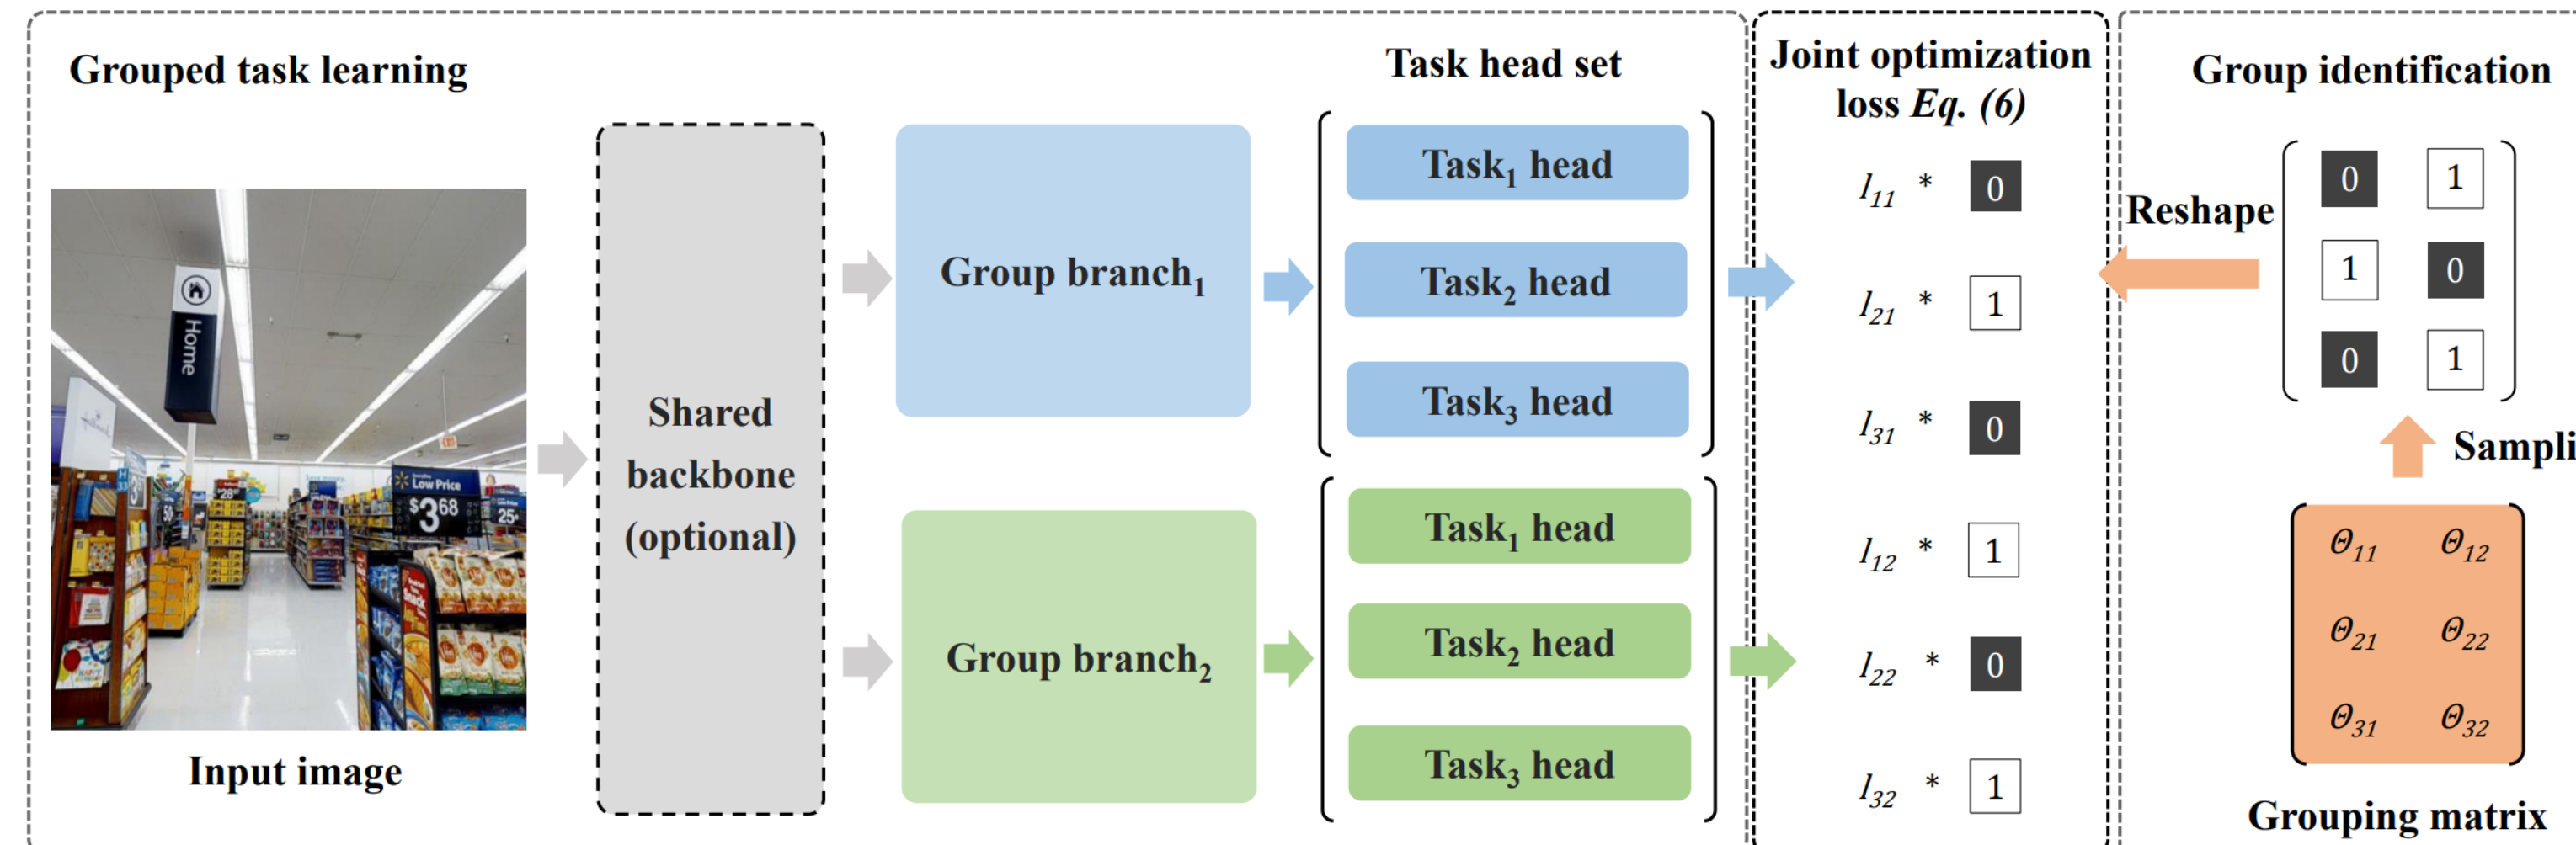 Grouped task learning
Home
Low Price
$3.68
25¢
Input image
Shared
backbone
(optional)
Group branch₁
Group branch₂
Task head set
Task₁ head
Task₂ head
Task₃ head
Task₁ head
Task₂ head
Task₃ head
Joint optimization
loss Eq. (6)
l₁₁ * 0
l₂₁ * 1
l₃₁ * 0
l₁₂ * 1
l₂₂ * 0
l₃₂ * 1
Group identification
Reshape
0 1
1 0
0 1
Sampli
Θ₁₁ Θ₁₂
Θ₂₁ Θ₂₂
Θ₃₁ Θ₃₂
Grouping matrix